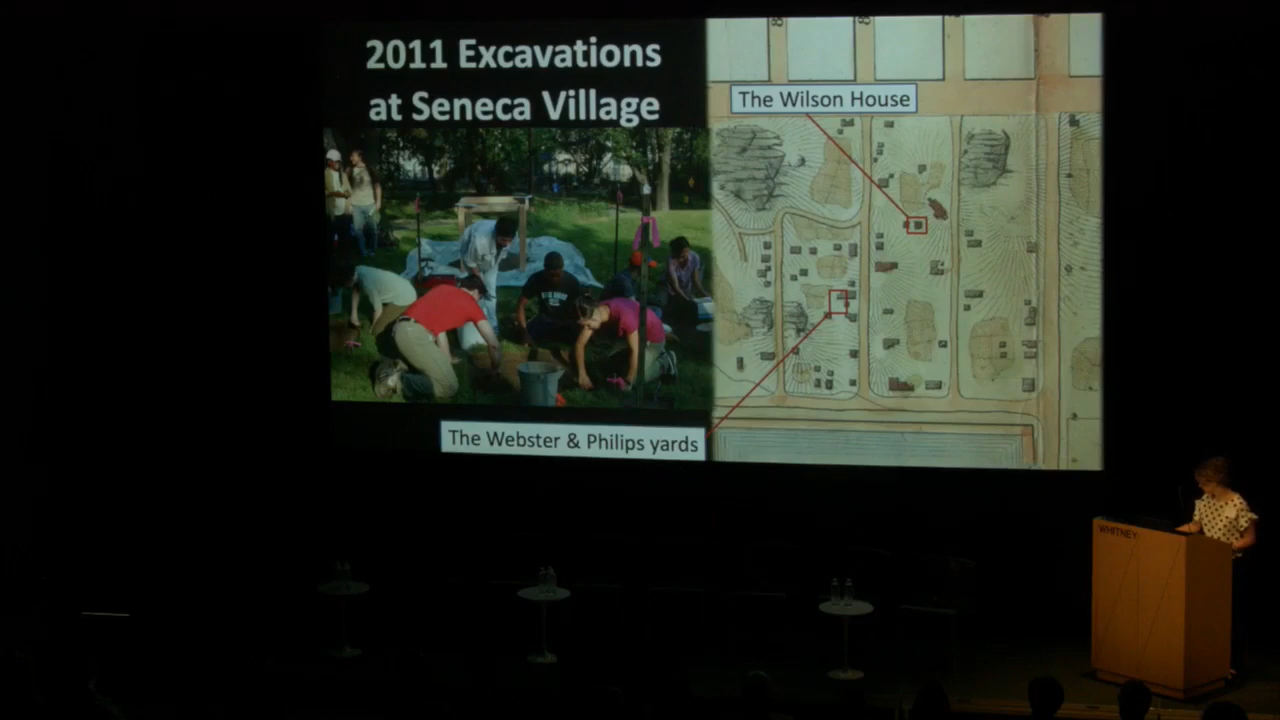 2011 Excavations
at Seneca Village
The Wilson House
The Webster & Philips yards
WHITNEY